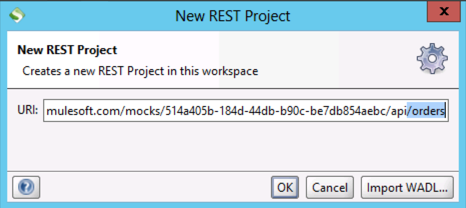 New REST Project
X
New REST Project
Creates a new REST Project in this workspace
URI: mulesoft.com/mocks/514a405b-184d-44db-b90c-be7db854aebc/api/orders
? OK Cancel Import WADL...